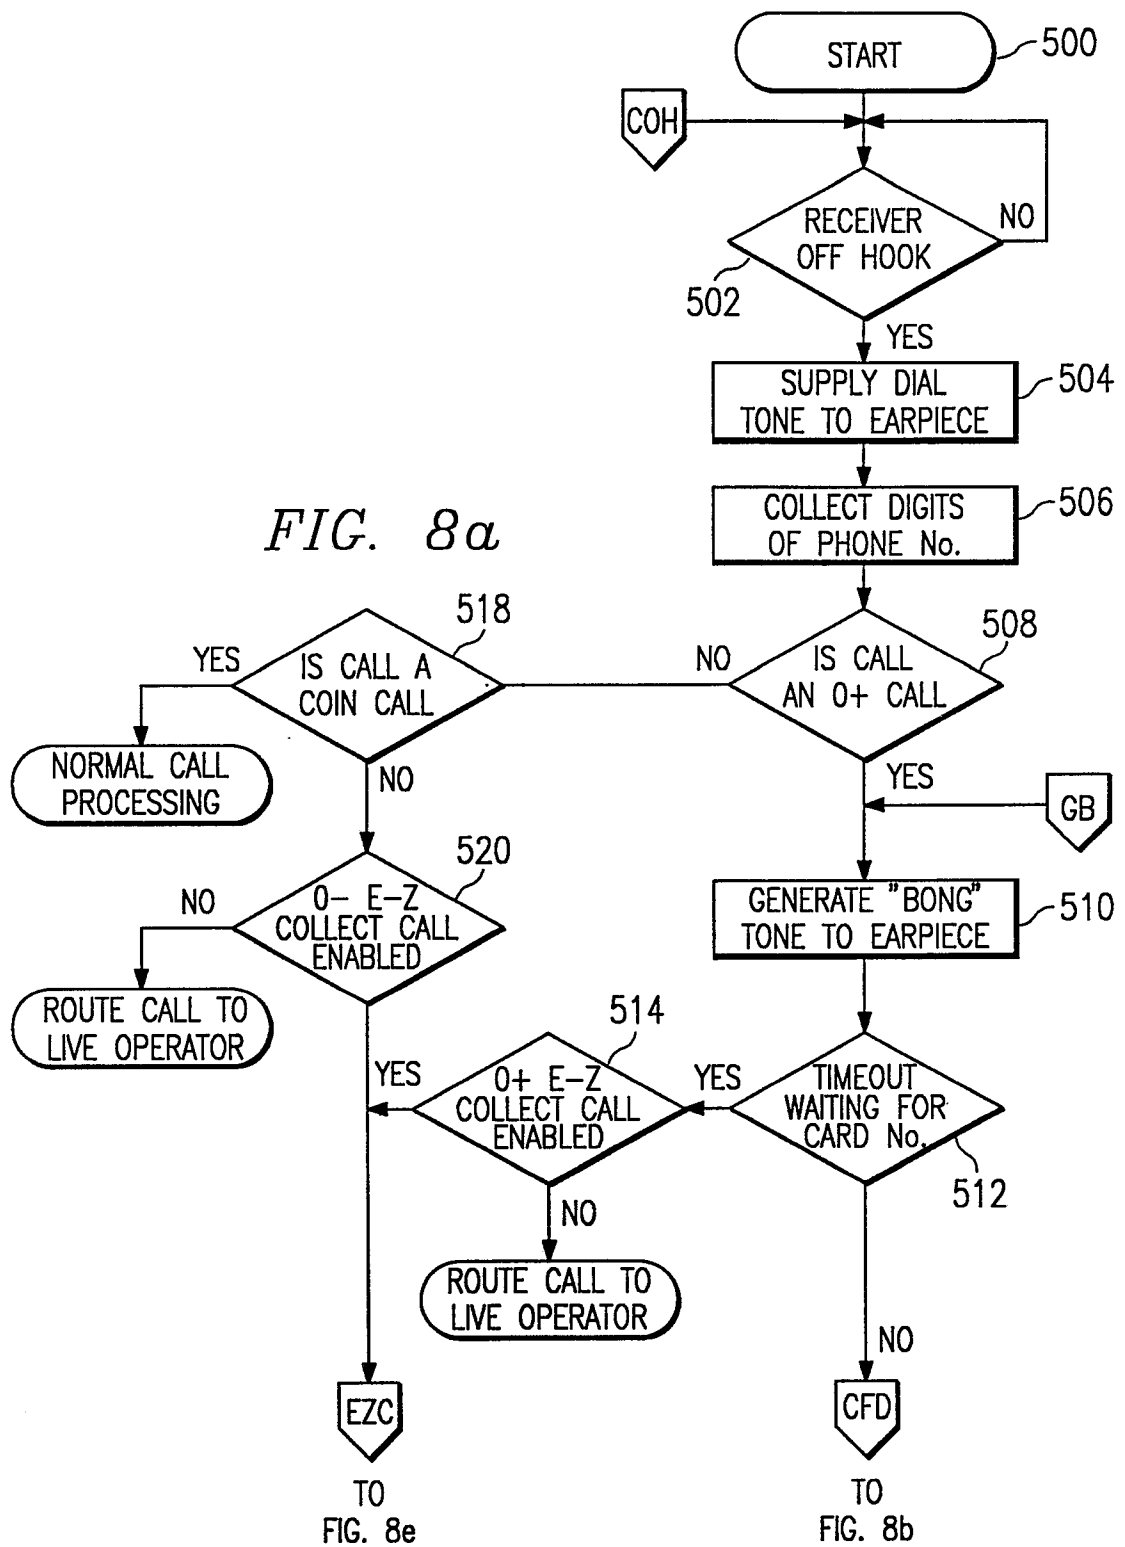 START
500
COH
RECEIVER
OFF HOOK
NO
502
YES
SUPPLY DIAL
TONE TO EARPIECE
504
COLLECT DIGITS
OF PHONE No.
506
FIG. 8a
518
IS CALL A
COIN CALL
YES
NO
508
IS CALL
AN 0+ CALL
NORMAL CALL
PROCESSING
NO
YES
GB
520
0- E-Z
COLLECT CALL
ENABLED
NO
GENERATE "BONG"
TONE TO EARPIECE
510
ROUTE CALL TO
LIVE OPERATOR
514
0+ E-Z
COLLECT CALL
ENABLED
YES
YES
TIMEOUT
WAITING FOR
CARD No.
512
NO
ROUTE CALL TO
LIVE OPERATOR
NO
EZC
CFD
TO
FIG. 8e
TO
FIG. 8b